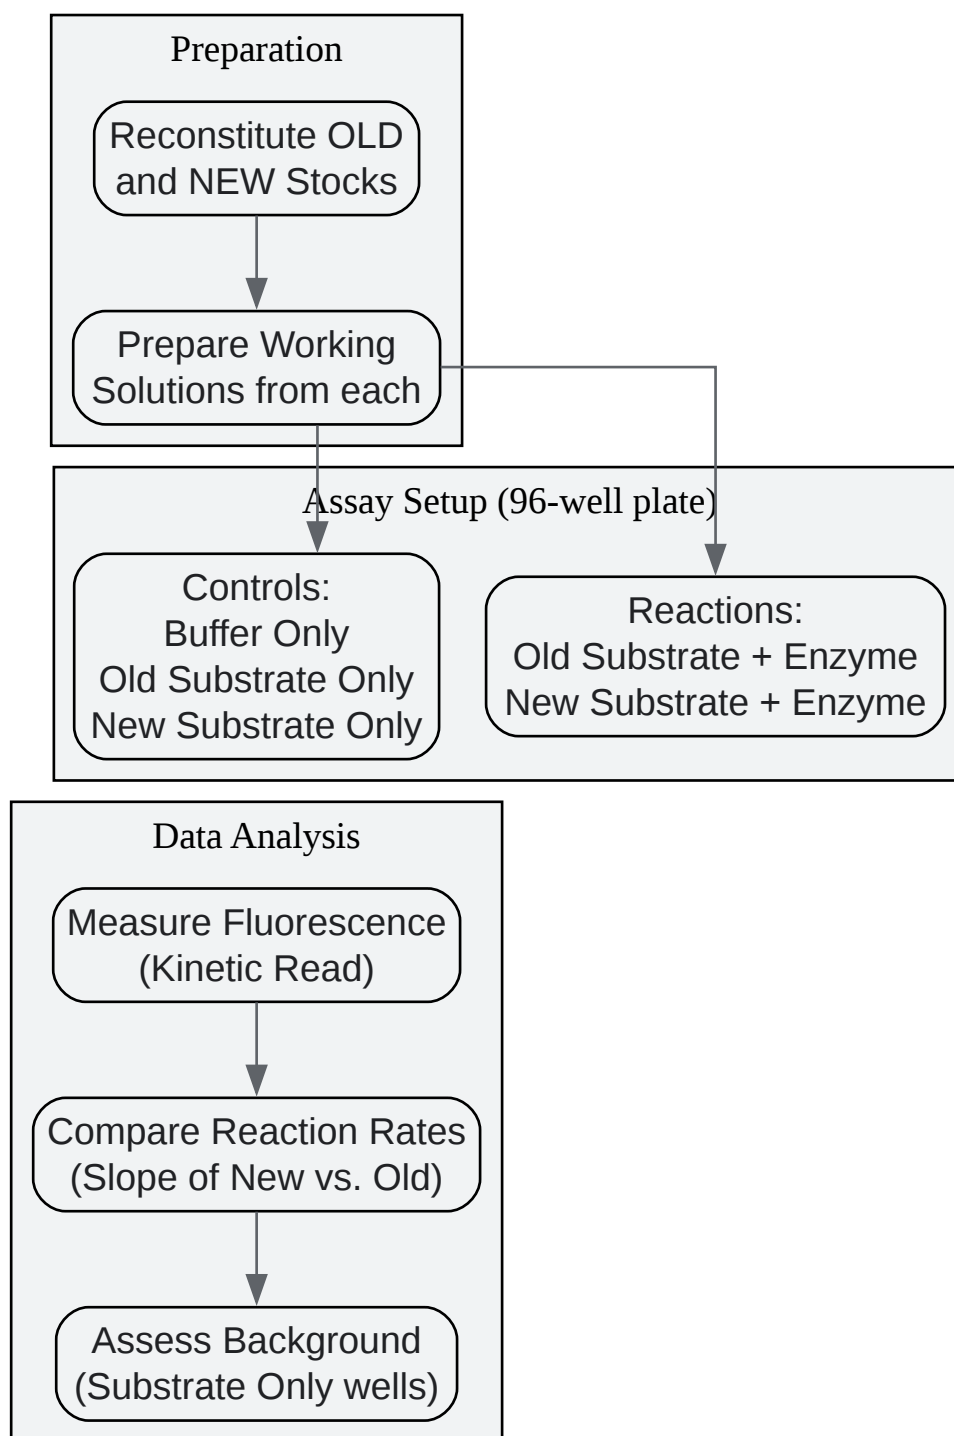 Preparation
Reconstitute OLD
and NEW Stocks
Prepare Working
Solutions from each
Assay Setup (96-well plate)
Controls:
Buffer Only
Old Substrate Only
New Substrate Only
Reactions:
Old Substrate + Enzyme
New Substrate + Enzyme
Data Analysis
Measure Fluorescence
(Kinetic Read)
Compare Reaction Rates
(Slope of New vs. Old)
Assess Background
(Substrate Only wells)